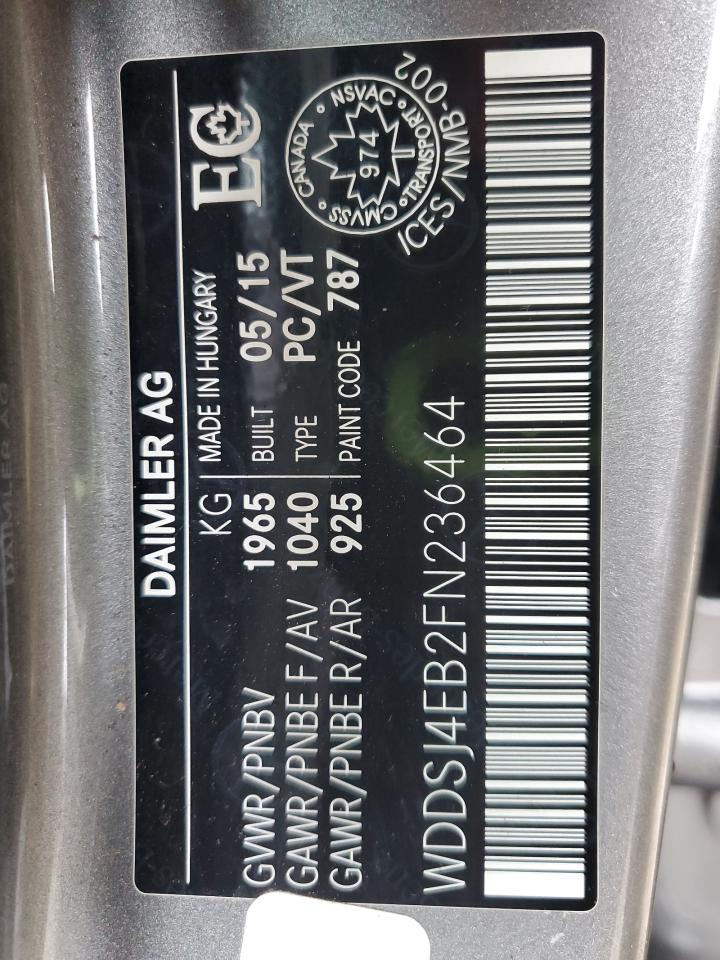 DAIMLER AG
KG MADE IN HUNGARY
GVWR/PNBV 1965 BUILT 05/15
GAWR/PNBE F/AV 1040 TYPE PC/VT
GAWR/PNBE R/AR 925 PAINT CODE 787
EC
CANADA NSVAC
974
CMVSS TRANSPORT
ICES/NMB-002
WDDSJ4EB2FN236464